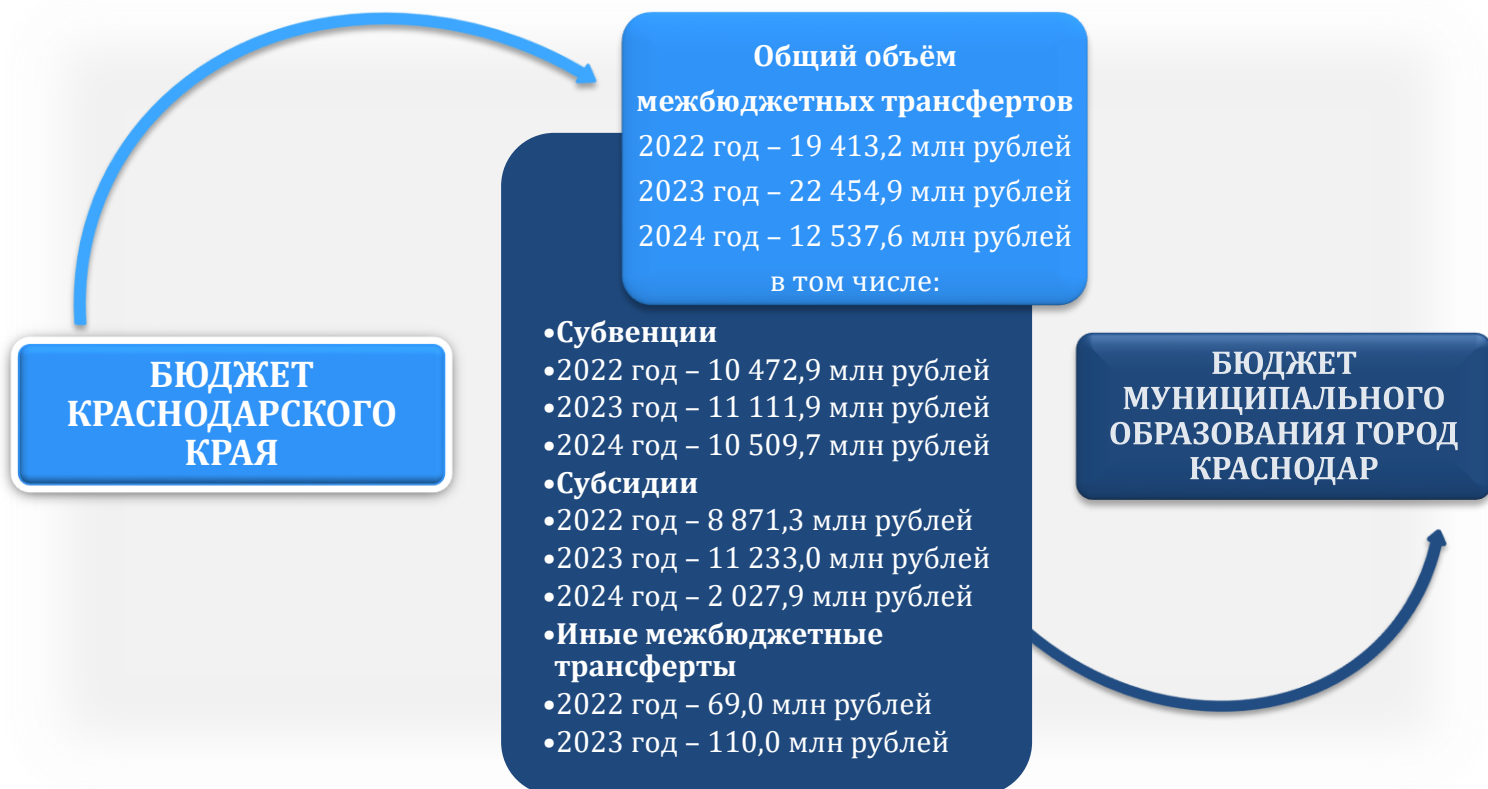 Общий объём
межбюджетных трансфертов
2022 год – 19 413,2 млн рублей
2023 год – 22 454,9 млн рублей
2024 год – 12 537,6 млн рублей
в том числе:
•Субвенции
•2022 год – 10 472,9 млн рублей
•2023 год – 11 111,9 млн рублей
•2024 год – 10 509,7 млн рублей
•Субсидии
•2022 год – 8 871,3 млн рублей
•2023 год – 11 233,0 млн рублей
•2024 год – 2 027,9 млн рублей
•Иные межбюджетные
трансферты
•2022 год – 69,0 млн рублей
•2023 год – 110,0 млн рублей
БЮДЖЕТ
КРАСНОДАРСКОГО
КРАЯ
БЮДЖЕТ
МУНИЦИПАЛЬНОГО
ОБРАЗОВАНИЯ ГОРОД
КРАСНОДАР